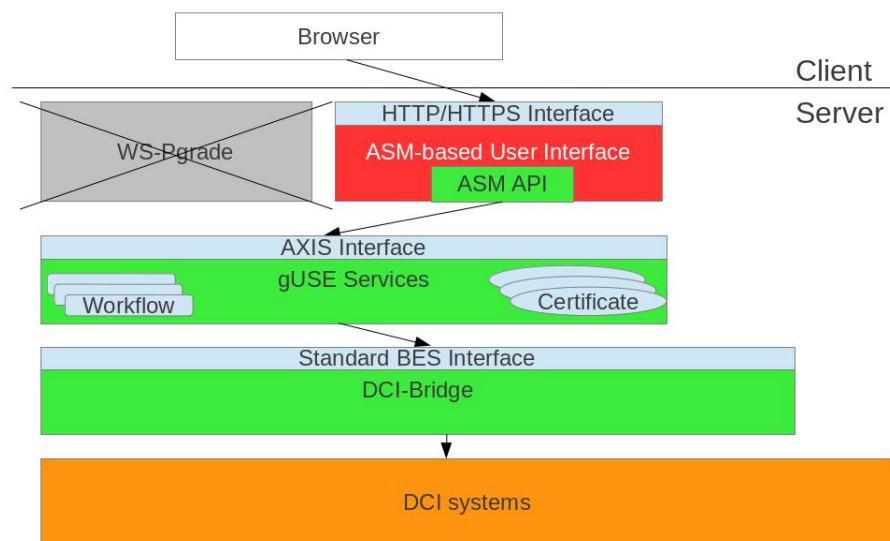 Browser
Client
Server
HTTP/HTTPS Interface
WS-Pgrade
ASM-based User Interface
ASM API
AXIS Interface
gUSE Services
Workflow
Certificate
Standard BES Interface
DCI-Bridge
DCI systems